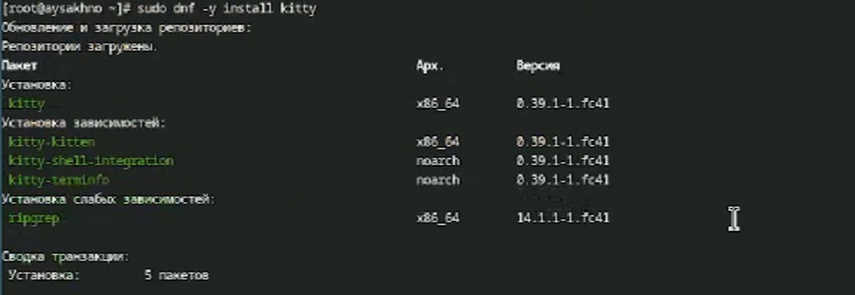 [root@aysakhno ~]# sudo dnf -y install kitty
Обновление и загрузка репозиториев:
Репозитории загружены.
Пакет Арх. Версия
Установка:
kitty x86_64 0.39.1-1.fc41
Установка зависимостей:
kitty-kitten x86_64 0.39.1-1.fc41
kitty-shell-integration noarch 0.39.1-1.fc41
kitty-terminfo noarch 0.39.1-1.fc41
Установка слабых зависимостей:
ripgrep x86_64 14.1.1-1.fc41
Сводка транзакции:
Установка: 5 пакетов